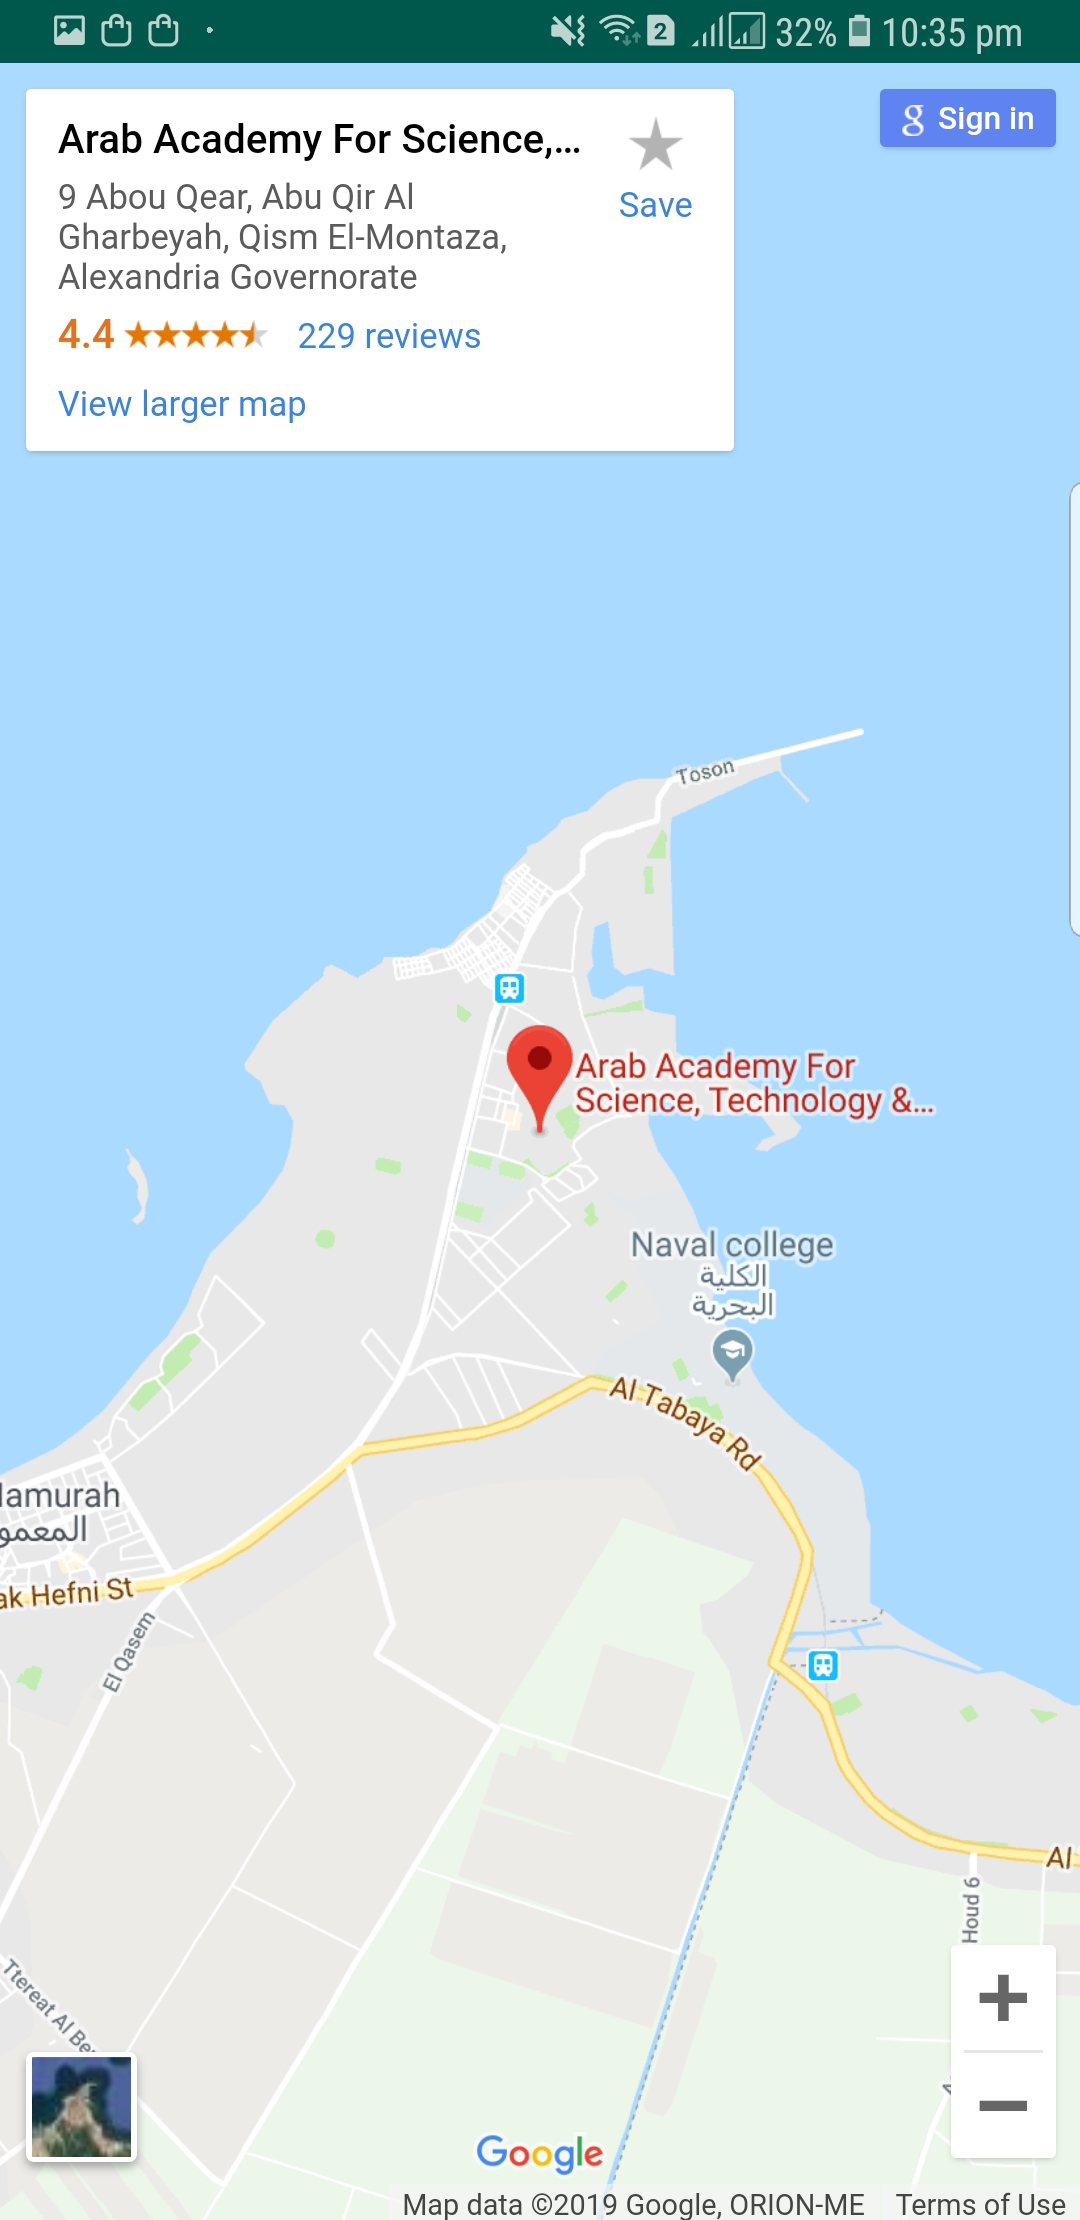 2 32% 10:35 pm
Arab Academy For Science,...
Save
9 Abou Qear, Abu Qir Al
Gharbeyah, Qism El-Montaza,
Alexandria Governorate
4.4 229 reviews
View larger map
g Sign in
Toson
Arab Academy For
Science, Technology &...
Naval college
الكلية
البحرية
Al Tabaya Rd
lamurah
المعمو
ak Hefni St
El Qasem
Al
Houd 6
Ttereat Al Be
Google
Map data ©2019 Google, ORION-ME Terms of Use